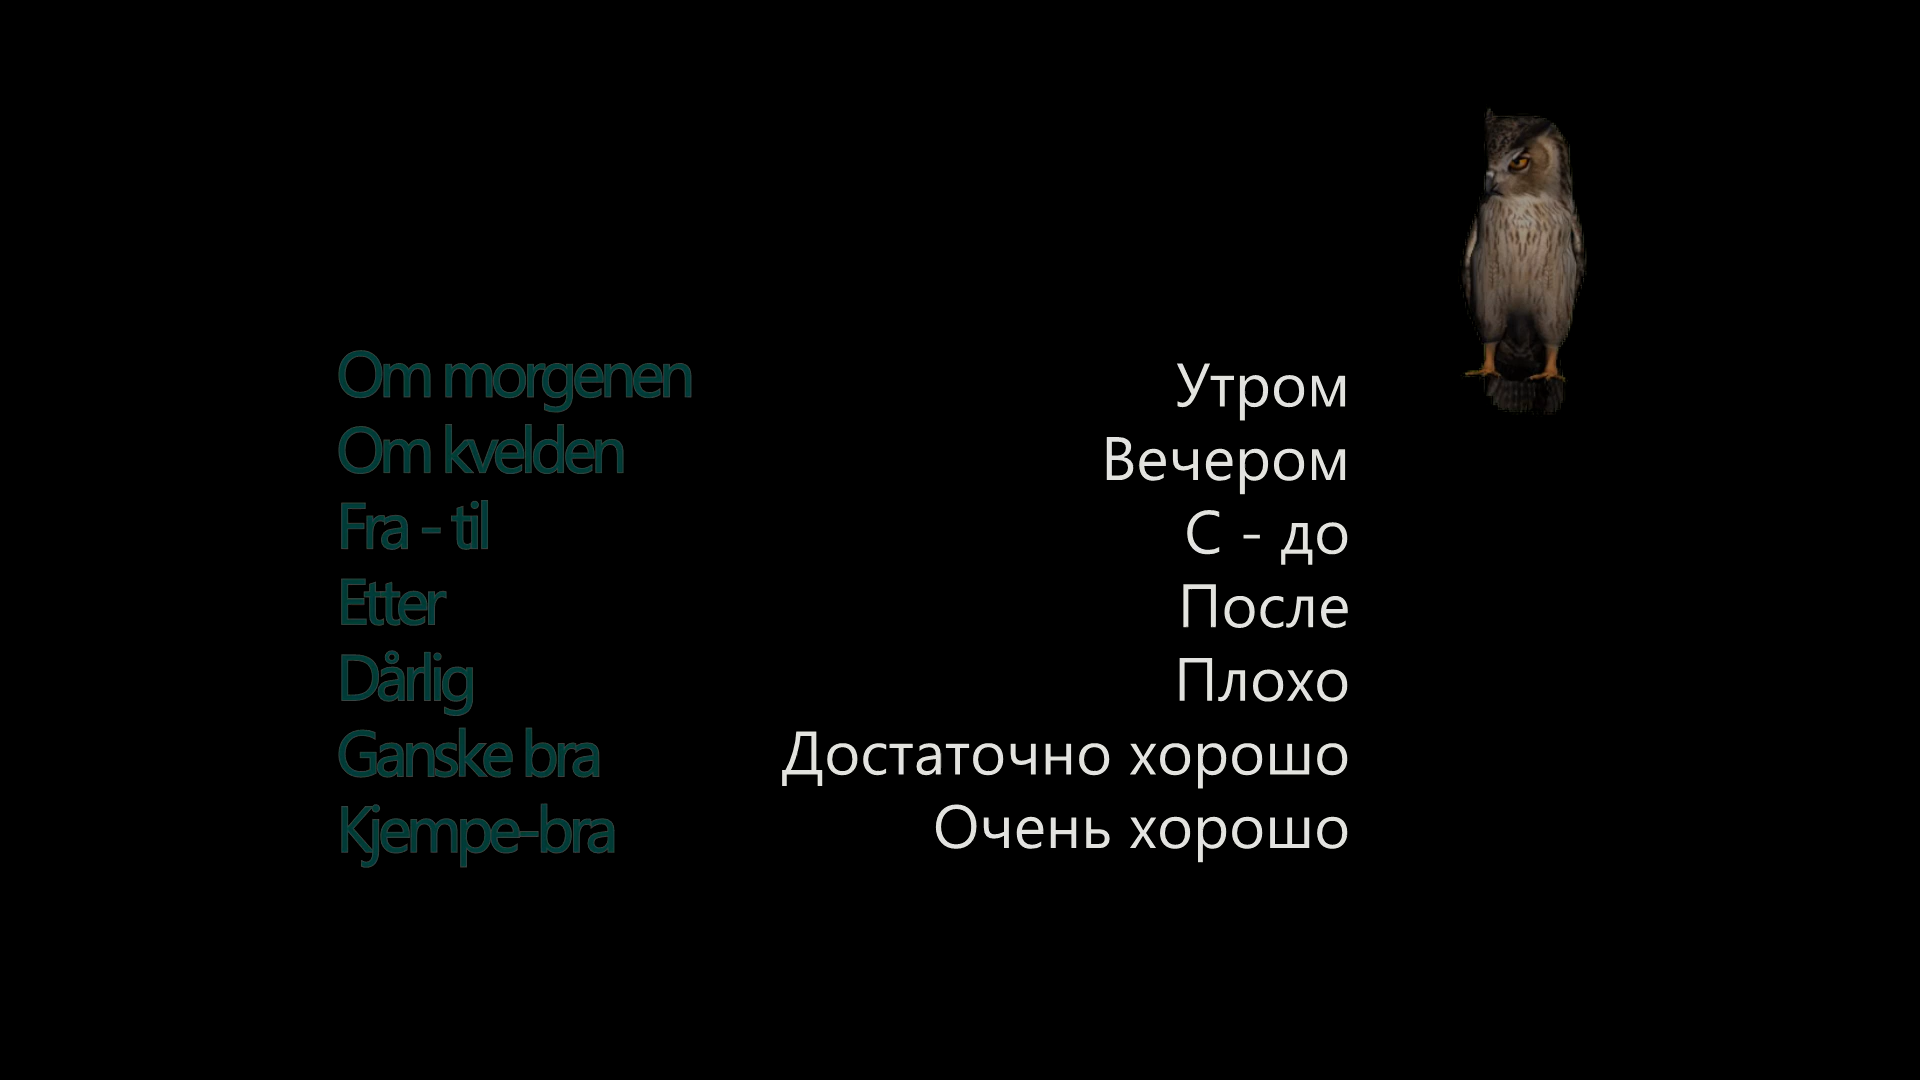 Om morgenen
Om kvelden
Fra - til
Etter
Dårlig
Ganske bra
Kjempe-bra
Утром
Вечером
С - до
После
Плохо
Достаточно хорошо
Очень хорошо